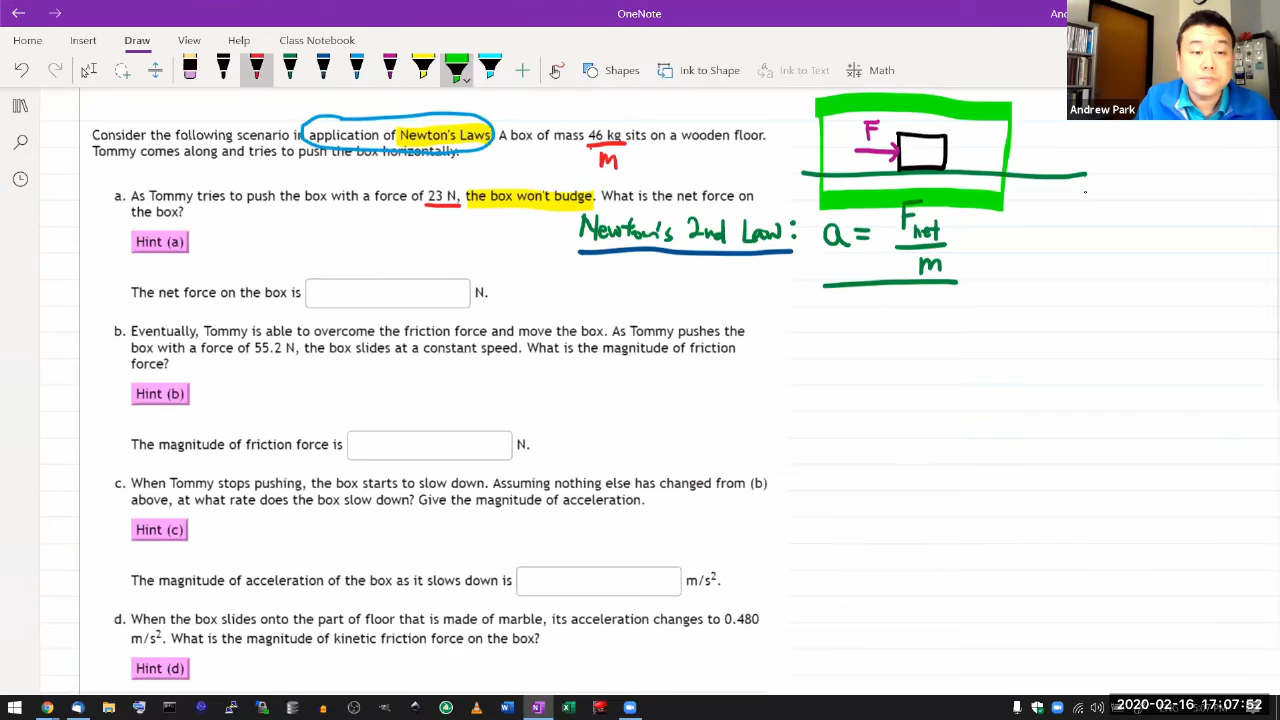 OneNote
Home Insert Draw View Help Class Notebook
Shapes Ink to Shape Ink to Text Math
Andrew Park
Consider the following scenario in application of Newton's Laws. A box of mass 46 kg sits on a wooden floor.
Tommy comes along and tries to push the box horizontally.
m
F
a. As Tommy tries to push the box with a force of 23 N, the box won't budge. What is the net force on
the box?
Hint (a)
Newton's 2nd Law: a = Fnet
m
The net force on the box is N.
b. Eventually, Tommy is able to overcome the friction force and move the box. As Tommy pushes the
box with a force of 55.2 N, the box slides at a constant speed. What is the magnitude of friction
force?
Hint (b)
The magnitude of friction force is N.
c. When Tommy stops pushing, the box starts to slow down. Assuming nothing else has changed from (b)
above, at what rate does the box slow down? Give the magnitude of acceleration.
Hint (c)
The magnitude of acceleration of the box as it slows down is m/s².
d. When the box slides onto the part of floor that is made of marble, its acceleration changes to 0.480
m/s². What is the magnitude of kinetic friction force on the box?
Hint (d)
2020-02-16 17:07:52